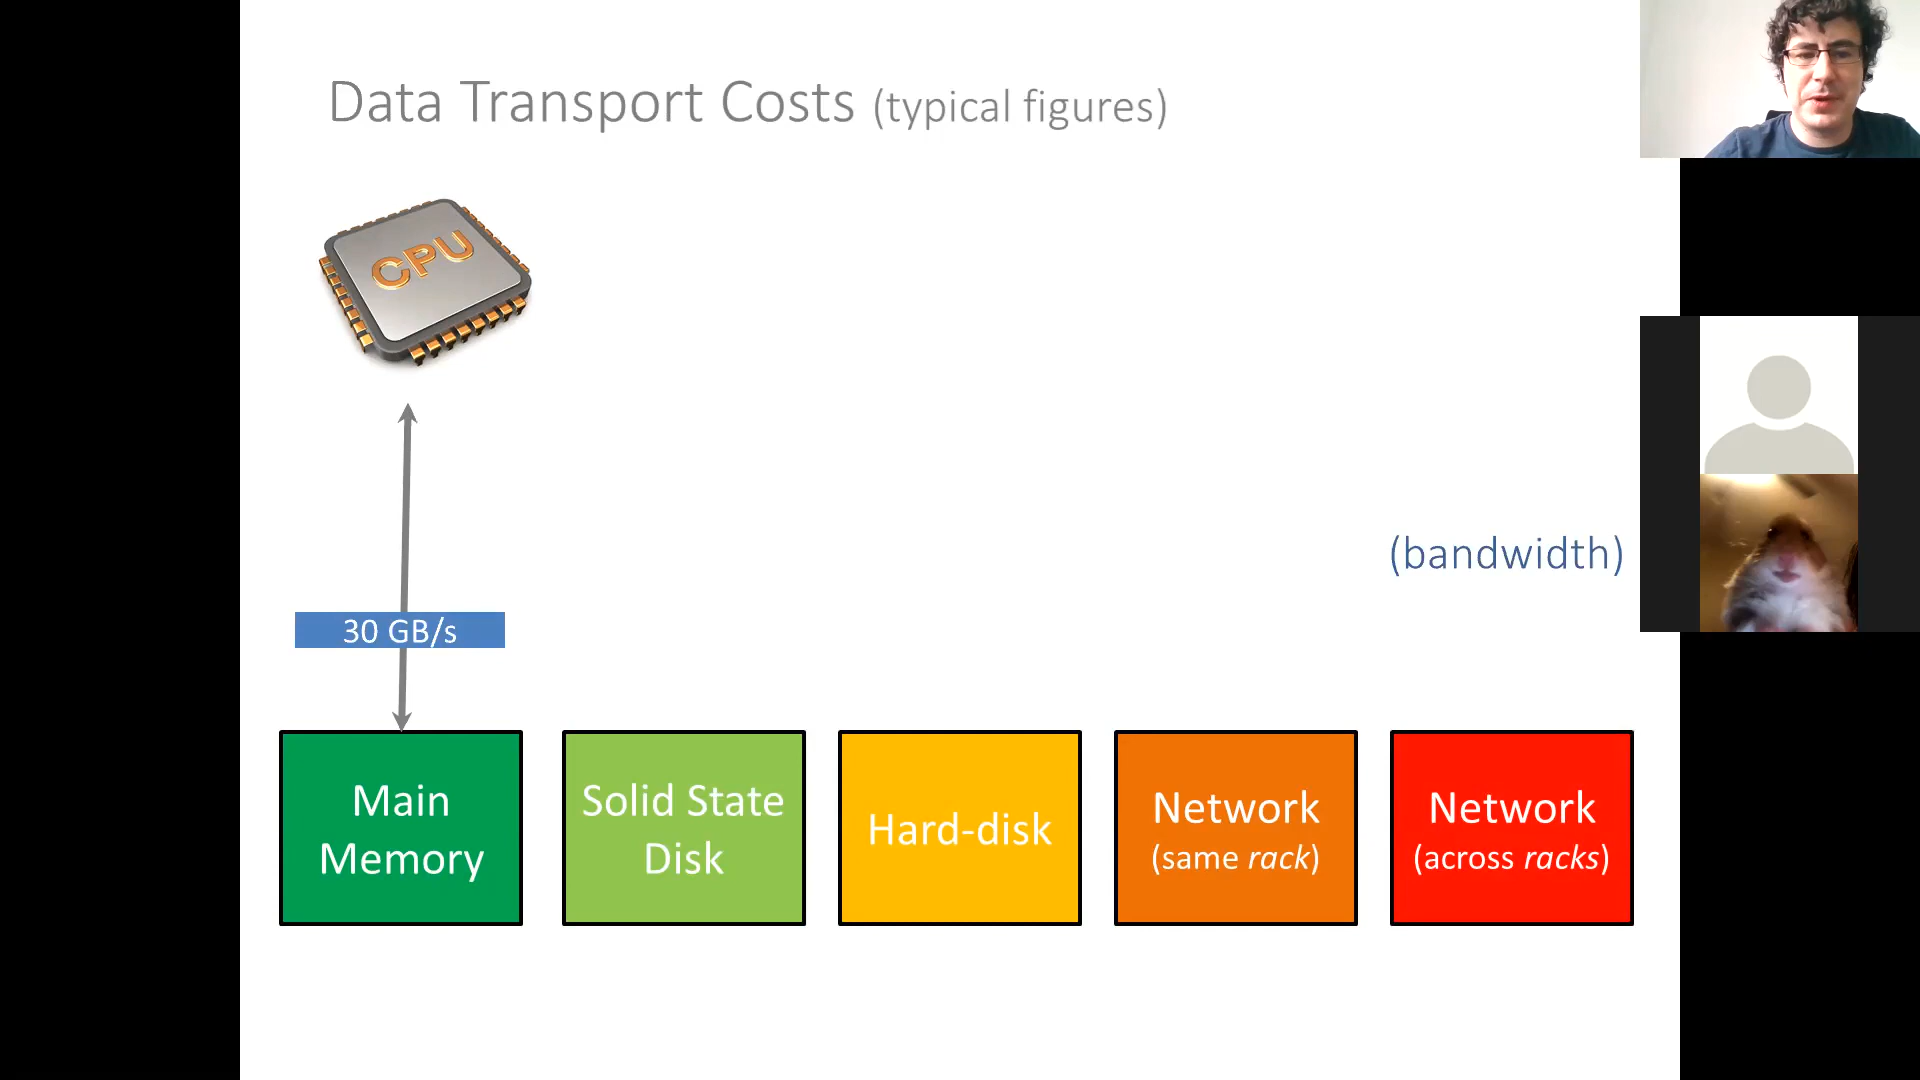 Data Transport Costs (typical figures)
CPU
(bandwidth)
30 GB/s
Main
Memory
Solid State
Disk
Hard-disk
Network
(same rack)
Network
(across racks)